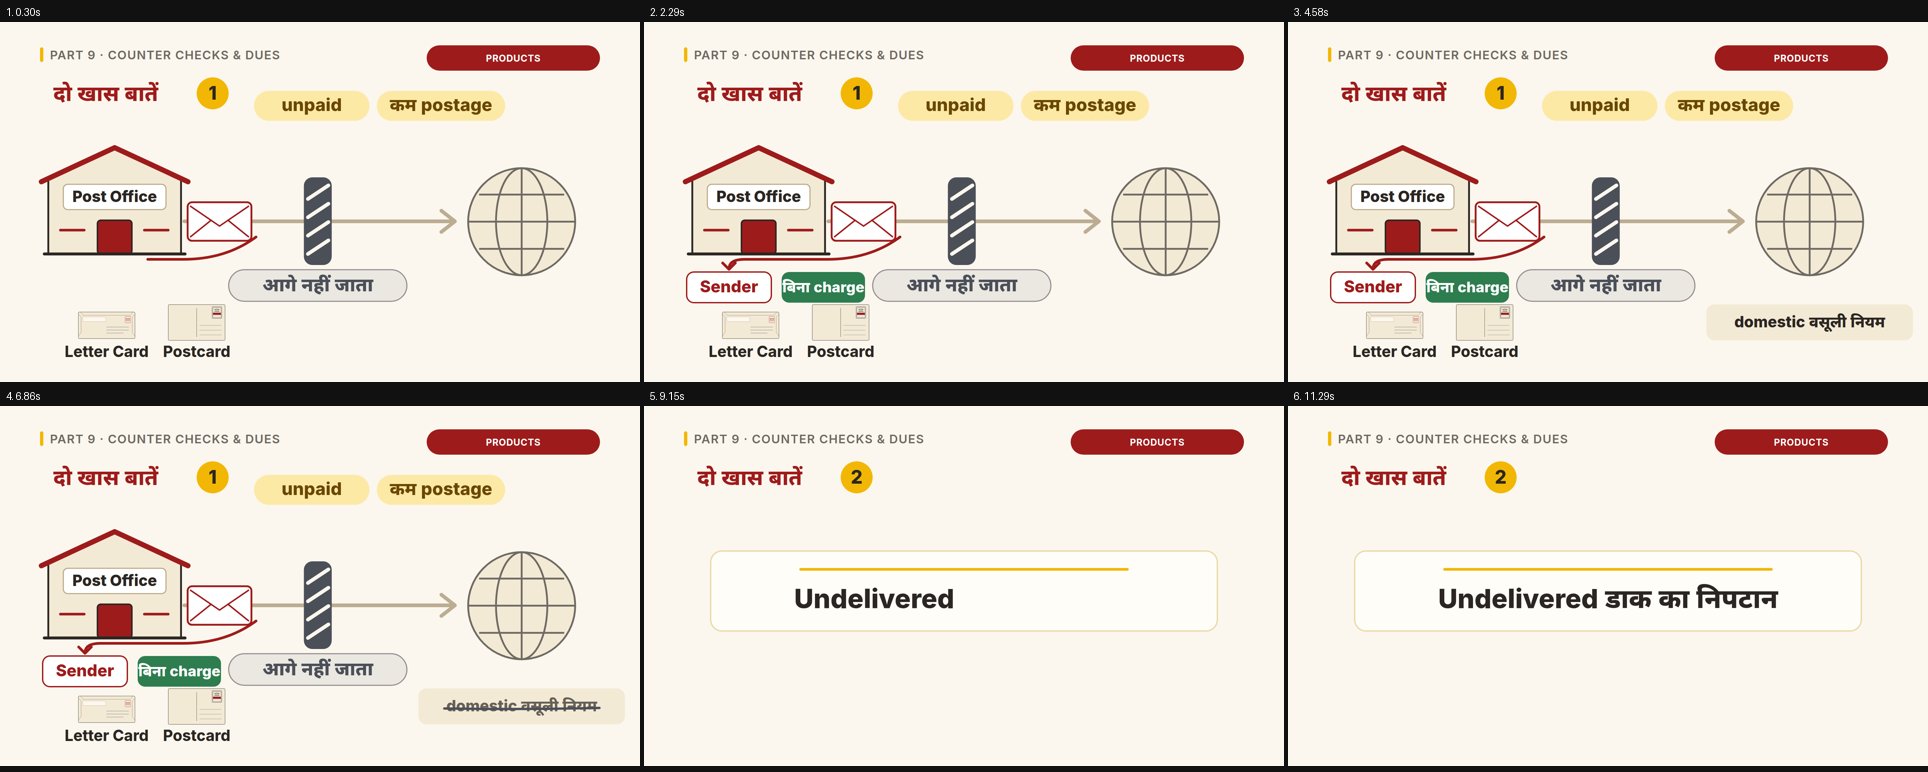 1. 0.30s
PART 9 · COUNTER CHECKS & DUES
PRODUCTS
दो खास बातें 1 unpaid कम postage
Post Office
आगे नहीं जाता
Letter Card Postcard
2. 2.29s
PART 9 · COUNTER CHECKS & DUES
PRODUCTS
दो खास बातें 1 unpaid कम postage
Post Office
Sender बिना charge आगे नहीं जाता
Letter Card Postcard
3. 4.58s
PART 9 · COUNTER CHECKS & DUES
PRODUCTS
दो खास बातें 1 unpaid कम postage
Post Office
Sender बिना charge आगे नहीं जाता
domestic वसूली नियम
Letter Card Postcard
4. 6.86s
PART 9 · COUNTER CHECKS & DUES
PRODUCTS
दो खास बातें 1 unpaid कम postage
Post Office
Sender बिना charge आगे नहीं जाता
domestic वसूली नियम
Letter Card Postcard
5. 9.15s
PART 9 · COUNTER CHECKS & DUES
PRODUCTS
दो खास बातें 2
Undelivered
6. 11.29s
PART 9 · COUNTER CHECKS & DUES
PRODUCTS
दो खास बातें 2
Undelivered डाक का निपटान